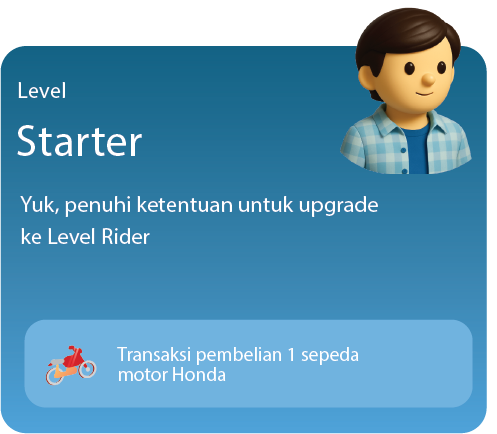 Level
Starter
Yuk, penuhi ketentuan untuk upgrade
ke Level Rider
Transaksi pembelian 1 sepeda
motor Honda